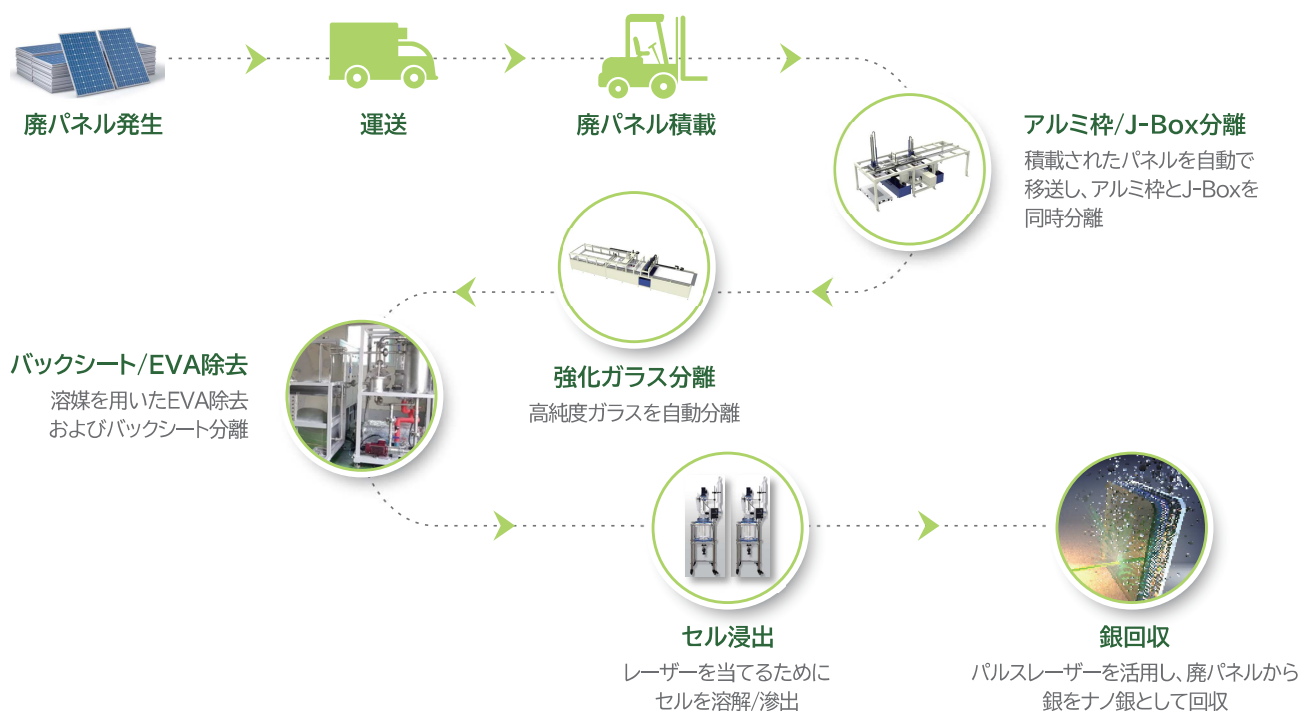 廃パネル発生
運送
廃パネル積載
アルミ枠/J-Box分離
積載されたパネルを自動で
移送し、アルミ枠とJ-Boxを
同時分離
強化ガラス分離
高純度ガラスを自動分離
バックシート/EVA除去
溶媒を用いたEVA除去
およびバックシート分離
セル浸出
レーザーを当てるために
セルを溶解/滲出
銀回収
パルスレーザーを活用し、廃パネルから
銀をナノ銀として回収